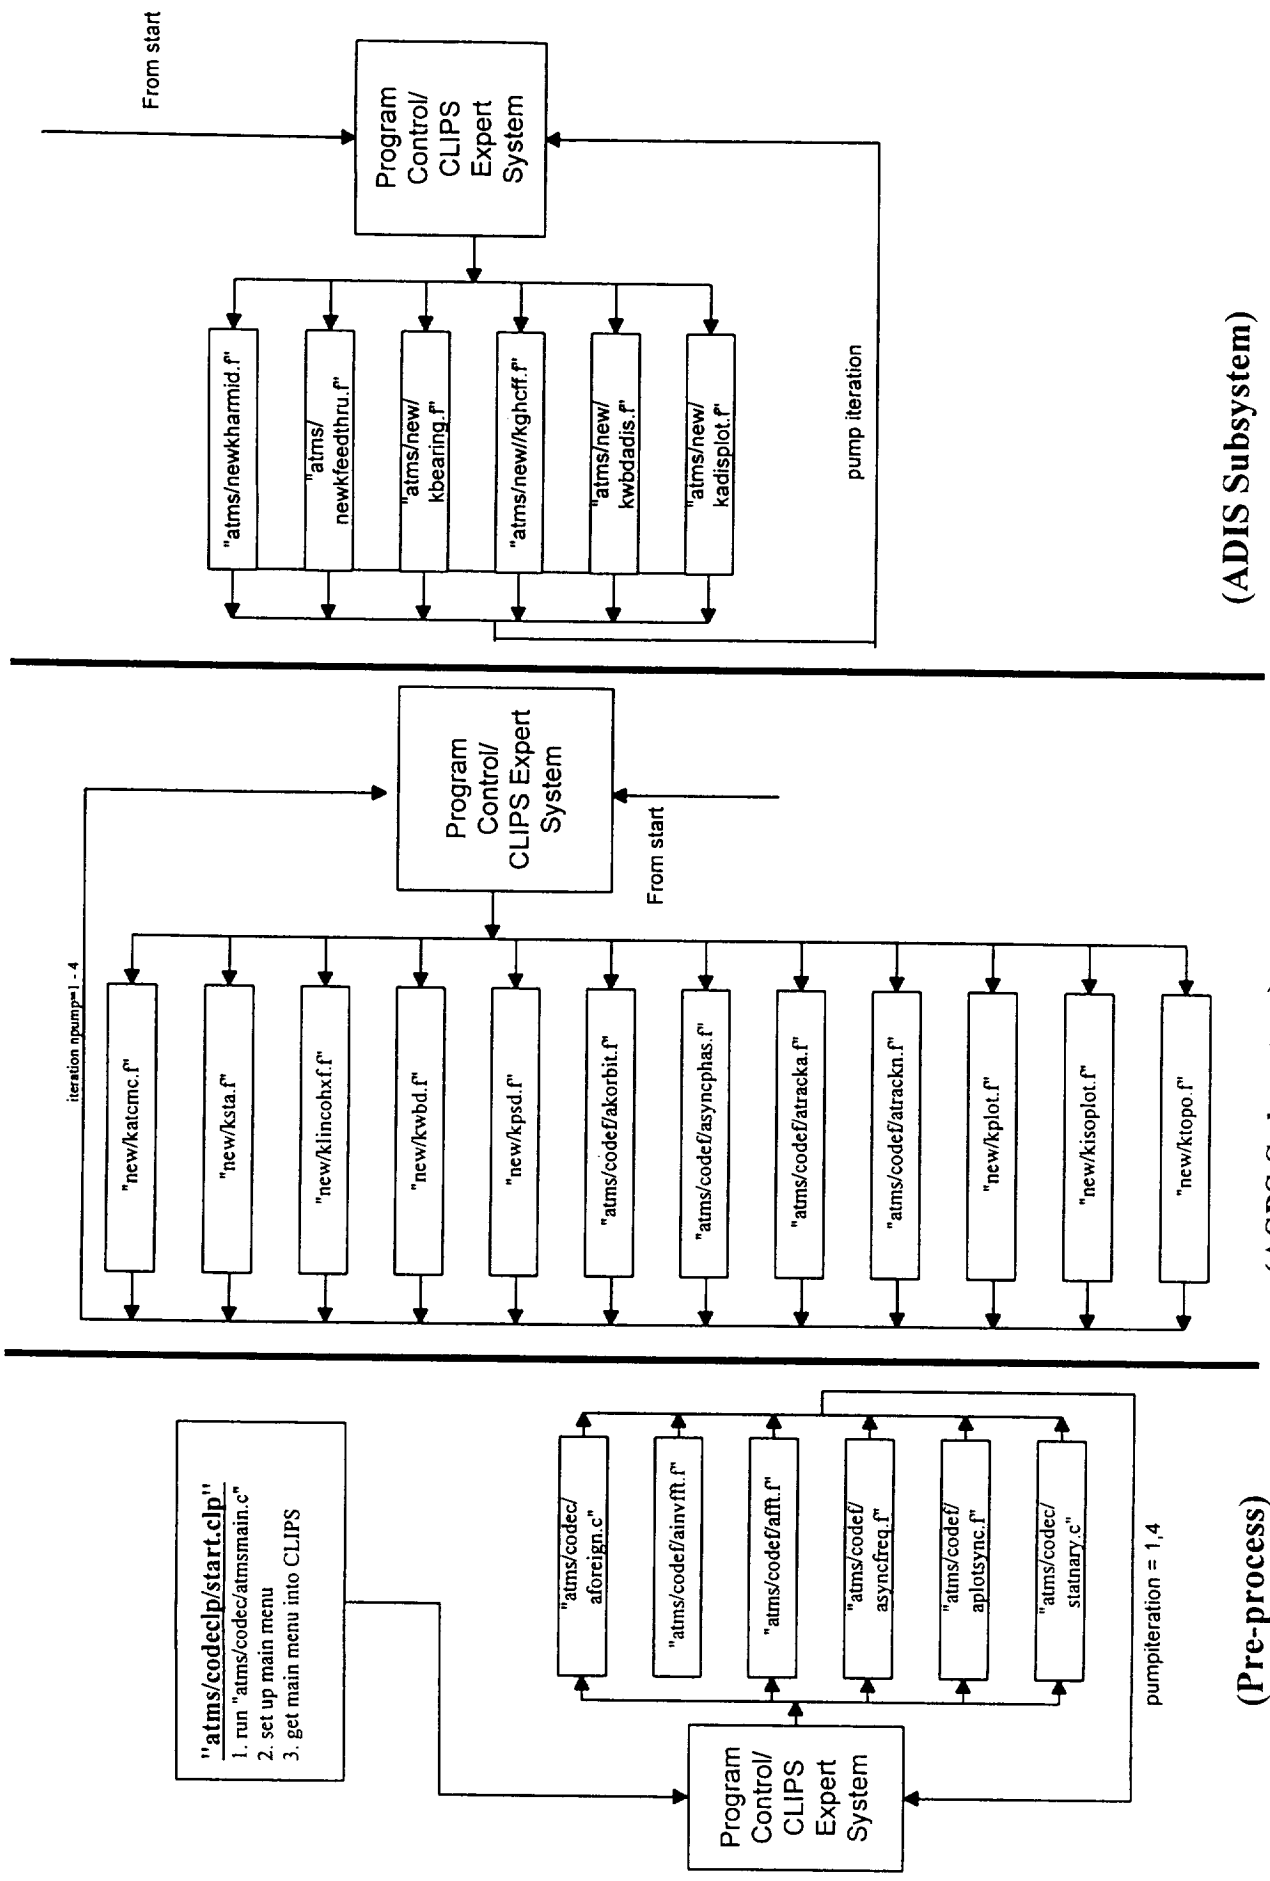 "atms/codeclp/start.clp"
1. run "atms/codec/atmsmain.c"
2. set up main menu
3. get main menu into CLIPS
Program
Control/
CLIPS
Expert
System
"atms/codec/
aforeign.c"
"atms/codef/ainvfft.f"
"atms/codef/afft.f"
"atms/codef/
asyncfreq.f"
"atms/codef/
aplotsync.f"
"atms/codec/
statnary.c"
pumpiteration = 1,4
(Pre-process)
iteration npump=1 - 4
"new/katcmc.f"
"new/ksta.f"
"new/klincohxf.f"
"new/kwbd.f"
"new/kpsd.f"
"atms/codef/akorbit.f"
"atms/codef/asyncphas.f"
"atms/codef/atracka.f"
"atms/codef/atrackn.f"
"new/kplot.f"
"new/kisoplot.f"
"new/ktopo.f"
Program
Control/
CLIPS Expert
System
From start
From start
Program
Control/
CLIPS
Expert
System
"atms/newkharmid.f"
"atms/
newkfeedthru.f"
"atms/new/
kbearing.f"
"atms/new//kghcff.f"
"atms/new/
kwbdadis.f"
"atms/new/
kadisplot.f"
pump iteration
(ADIS Subsystem)